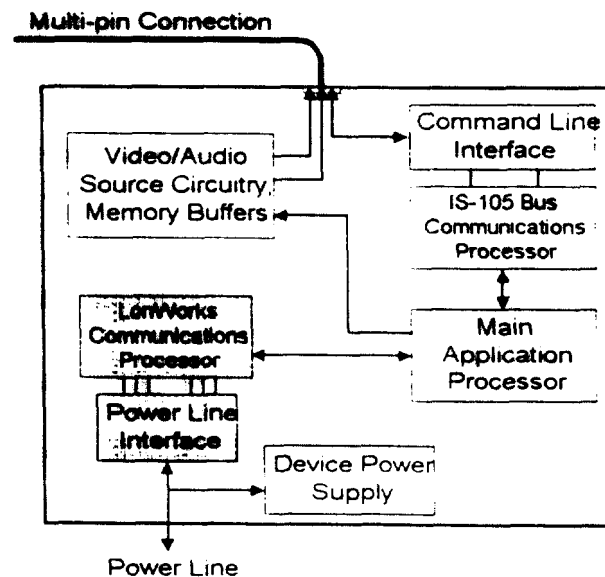 Multi-pin Connection
Video/Audio
Source Circuitry,
Memory Buffers
Command Line
Interface
IS-105 Bus
Communications
Processor
LonWorks
Communications
Processor
Main
Application
Processor
Power Line
Interface
Device Power
Supply
Power Line